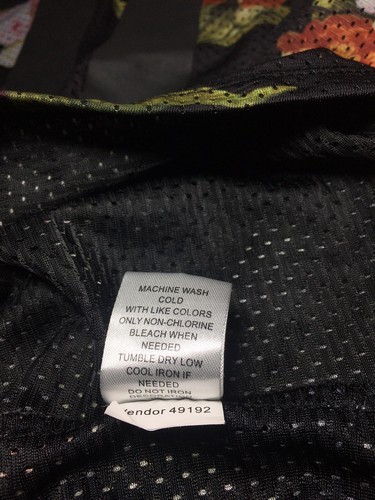 MACHINE WASH
COLD
WITH LIKE COLORS
ONLY NON-CHLORINE
BLEACH WHEN
NEEDED
TUMBLE DRY LOW
COOL IRON IF
NEEDED
DO NOT IRON
DECORATION
endor 49192